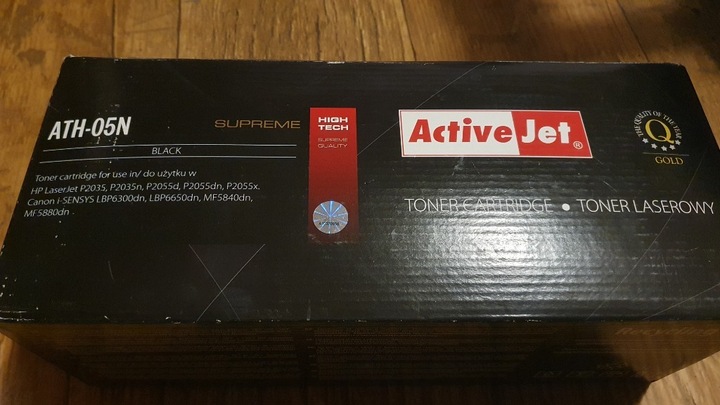 ATH-05N
SUPREME
BLACK
Toner cartridge for use in/ do użytku w
HP LaserJet P2035, P2035n, P2055d, P2055dn, P2055x.
Canon i-SENSYS LBP6300dn, LBP6650dn, MF5840dn,
MF5880dn
HIGH
TECH
SUPREME
QUALITY
Active Jet ®
THE QUALITY OF THE YEAR
Q
GOLD
TONER CARTRIDGE • TONER LASEROWY